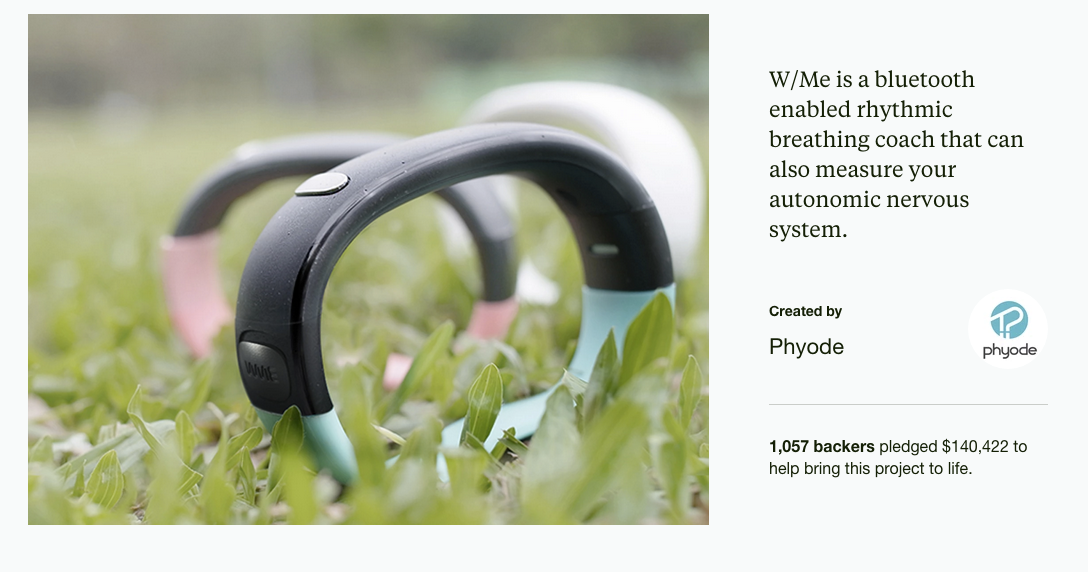 W/Me is a bluetooth
enabled rhythmic
breathing coach that can
also measure your
autonomic nervous
system.
Created by
Phyode
phyode
1,057 backers pledged $140,422 to
help bring this project to life.
W/ME